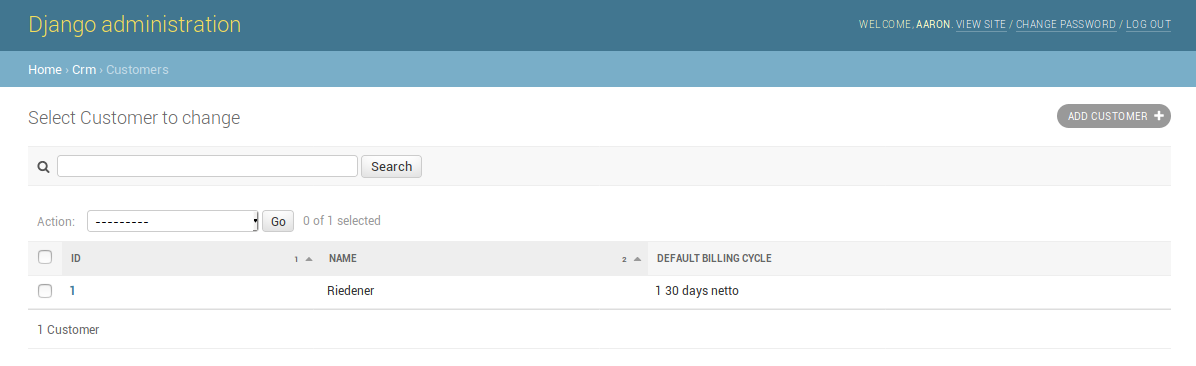 Django administration
WELCOME, AARON. VIEW SITE / CHANGE PASSWORD / LOG OUT
Home › Crm › Customers
Select Customer to change
ADD CUSTOMER +
Search
Action: --------- Go 0 of 1 selected
ID 1 NAME 2 DEFAULT BILLING CYCLE
1 Riedener 1 30 days netto
1 Customer